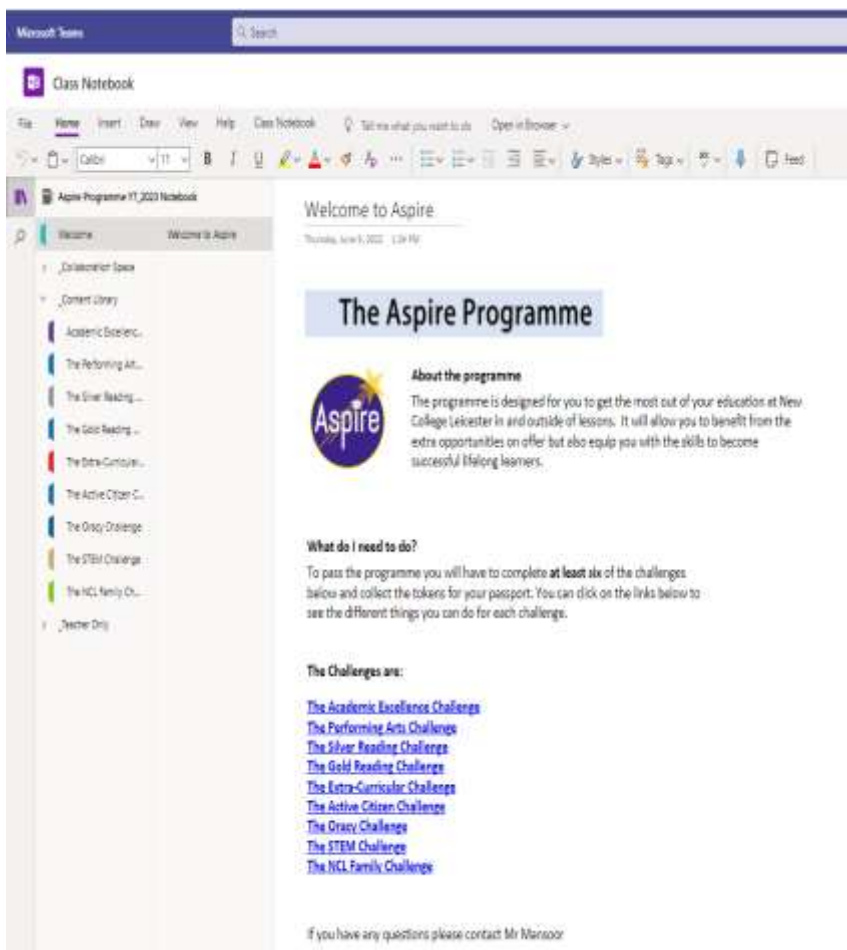 Microsoft Teams
Search
Class Notebook
File Home Insert Draw View Help Class Notebook Tell me what you want to do Open in Browser
Calibri 11 B I U Styles Tags Feed
Aspire Programme Y7_2023 Notebook
Welcome
Welcome to Aspire
_Collaboration Space
_Content Library
Academic Excellenc...
The Performing Art...
The Silver Reading ...
The Gold Reading ...
The Extra-Curricular...
The Active Citizen C...
The Oracy Challenge
The STEM Challenge
The NCL Family Ch...
_Teacher Only
Welcome to Aspire
Thursday, June 9, 2022
The Aspire Programme
Aspire
About the programme
The programme is designed for you to get the most out of your education at New
College Leicester in and outside of lessons. It will allow you to benefit from the
extra opportunities on offer but also equip you with the skills to become
successful lifelong learners.
What do I need to do?
To pass the programme you will have to complete at least six of the challenges
below and collect the tokens for your passport. You can click on the links below to
see the different things you can do for each challenge.
The Challenges are:
The Academic Excellence Challenge
The Performing Arts Challenge
The Silver Reading Challenge
The Gold Reading Challenge
The Extra-Curricular Challenge
The Active Citizen Challenge
The Oracy Challenge
The STEM Challenge
The NCL Family Challenge
If you have any questions please contact Mr Mansoor